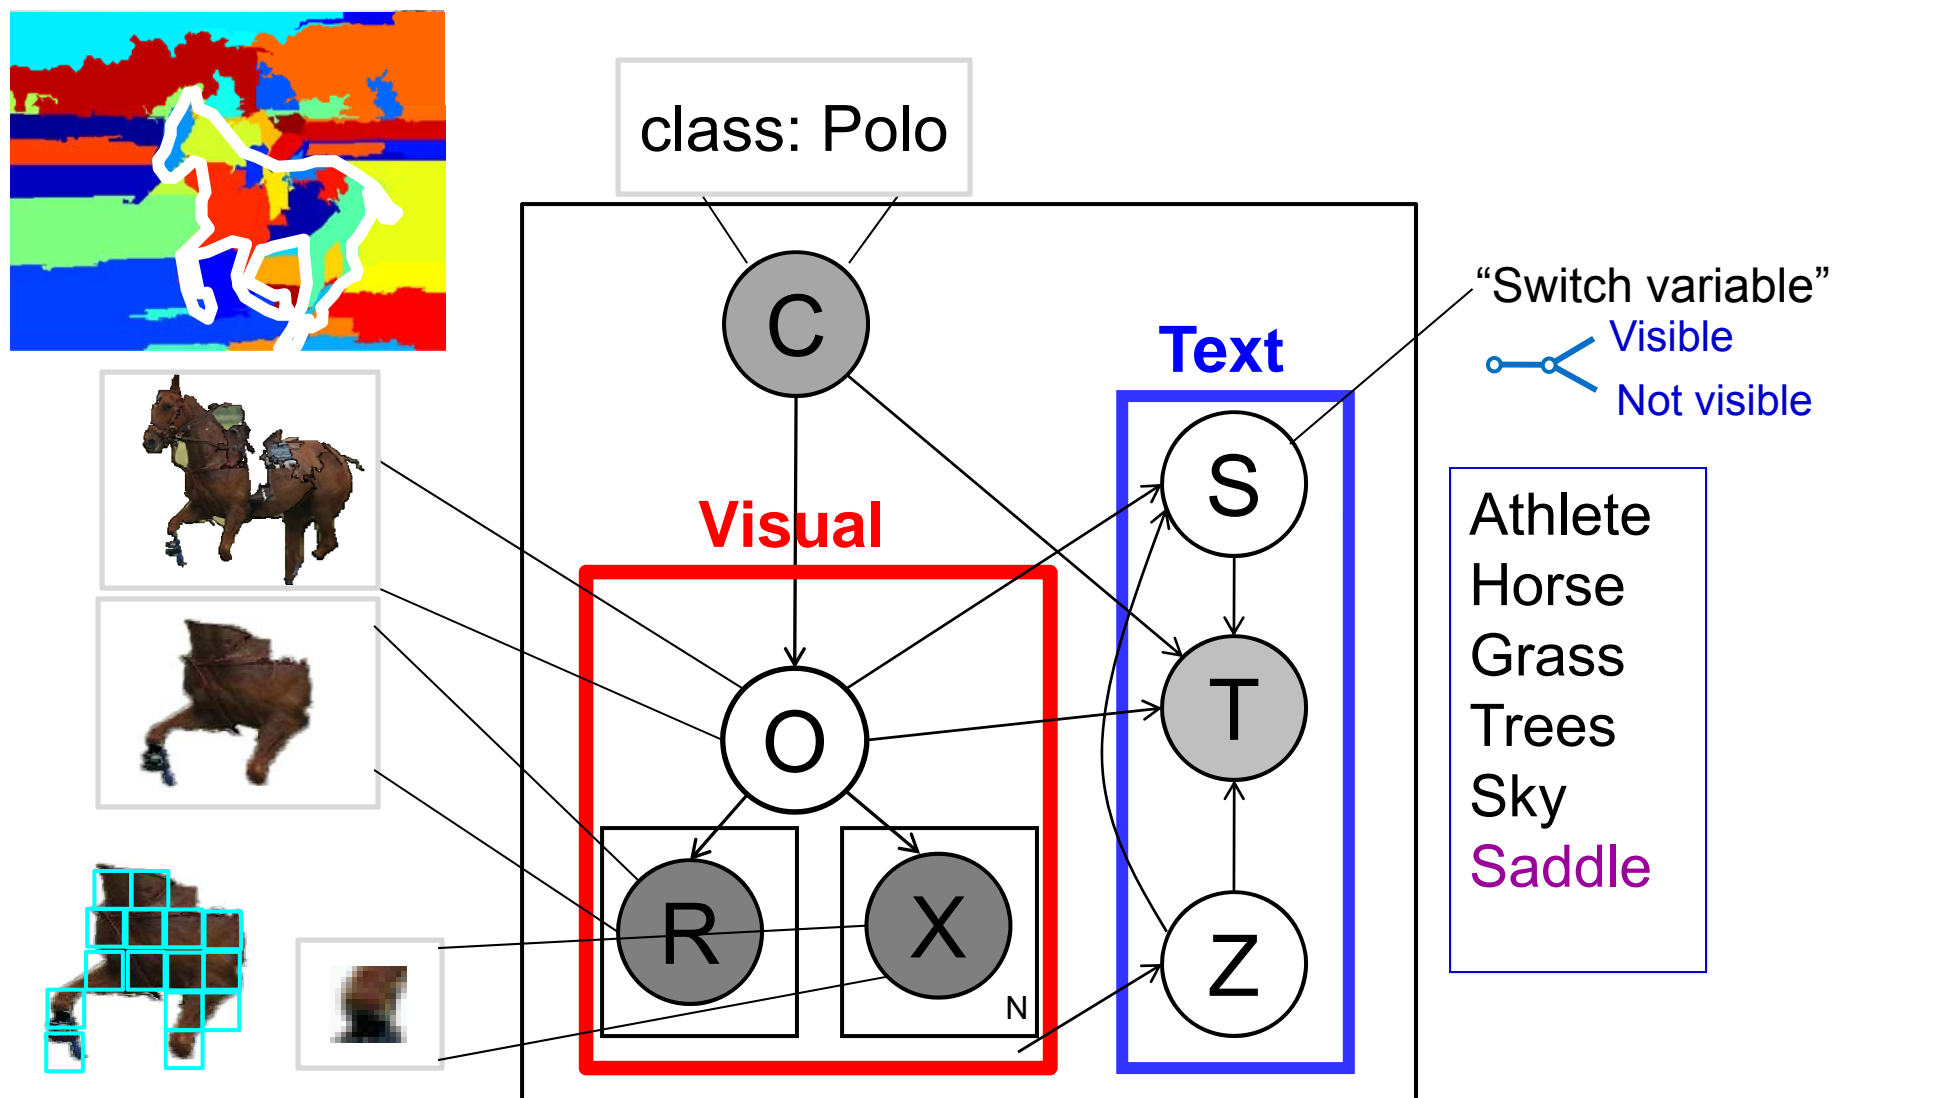 class: Polo
C
“Switch variable”
Visible
Not visible
Text
S
Visual
Athlete
Horse
Grass
Trees
Sky
Saddle
T
O
R
X
N
Z